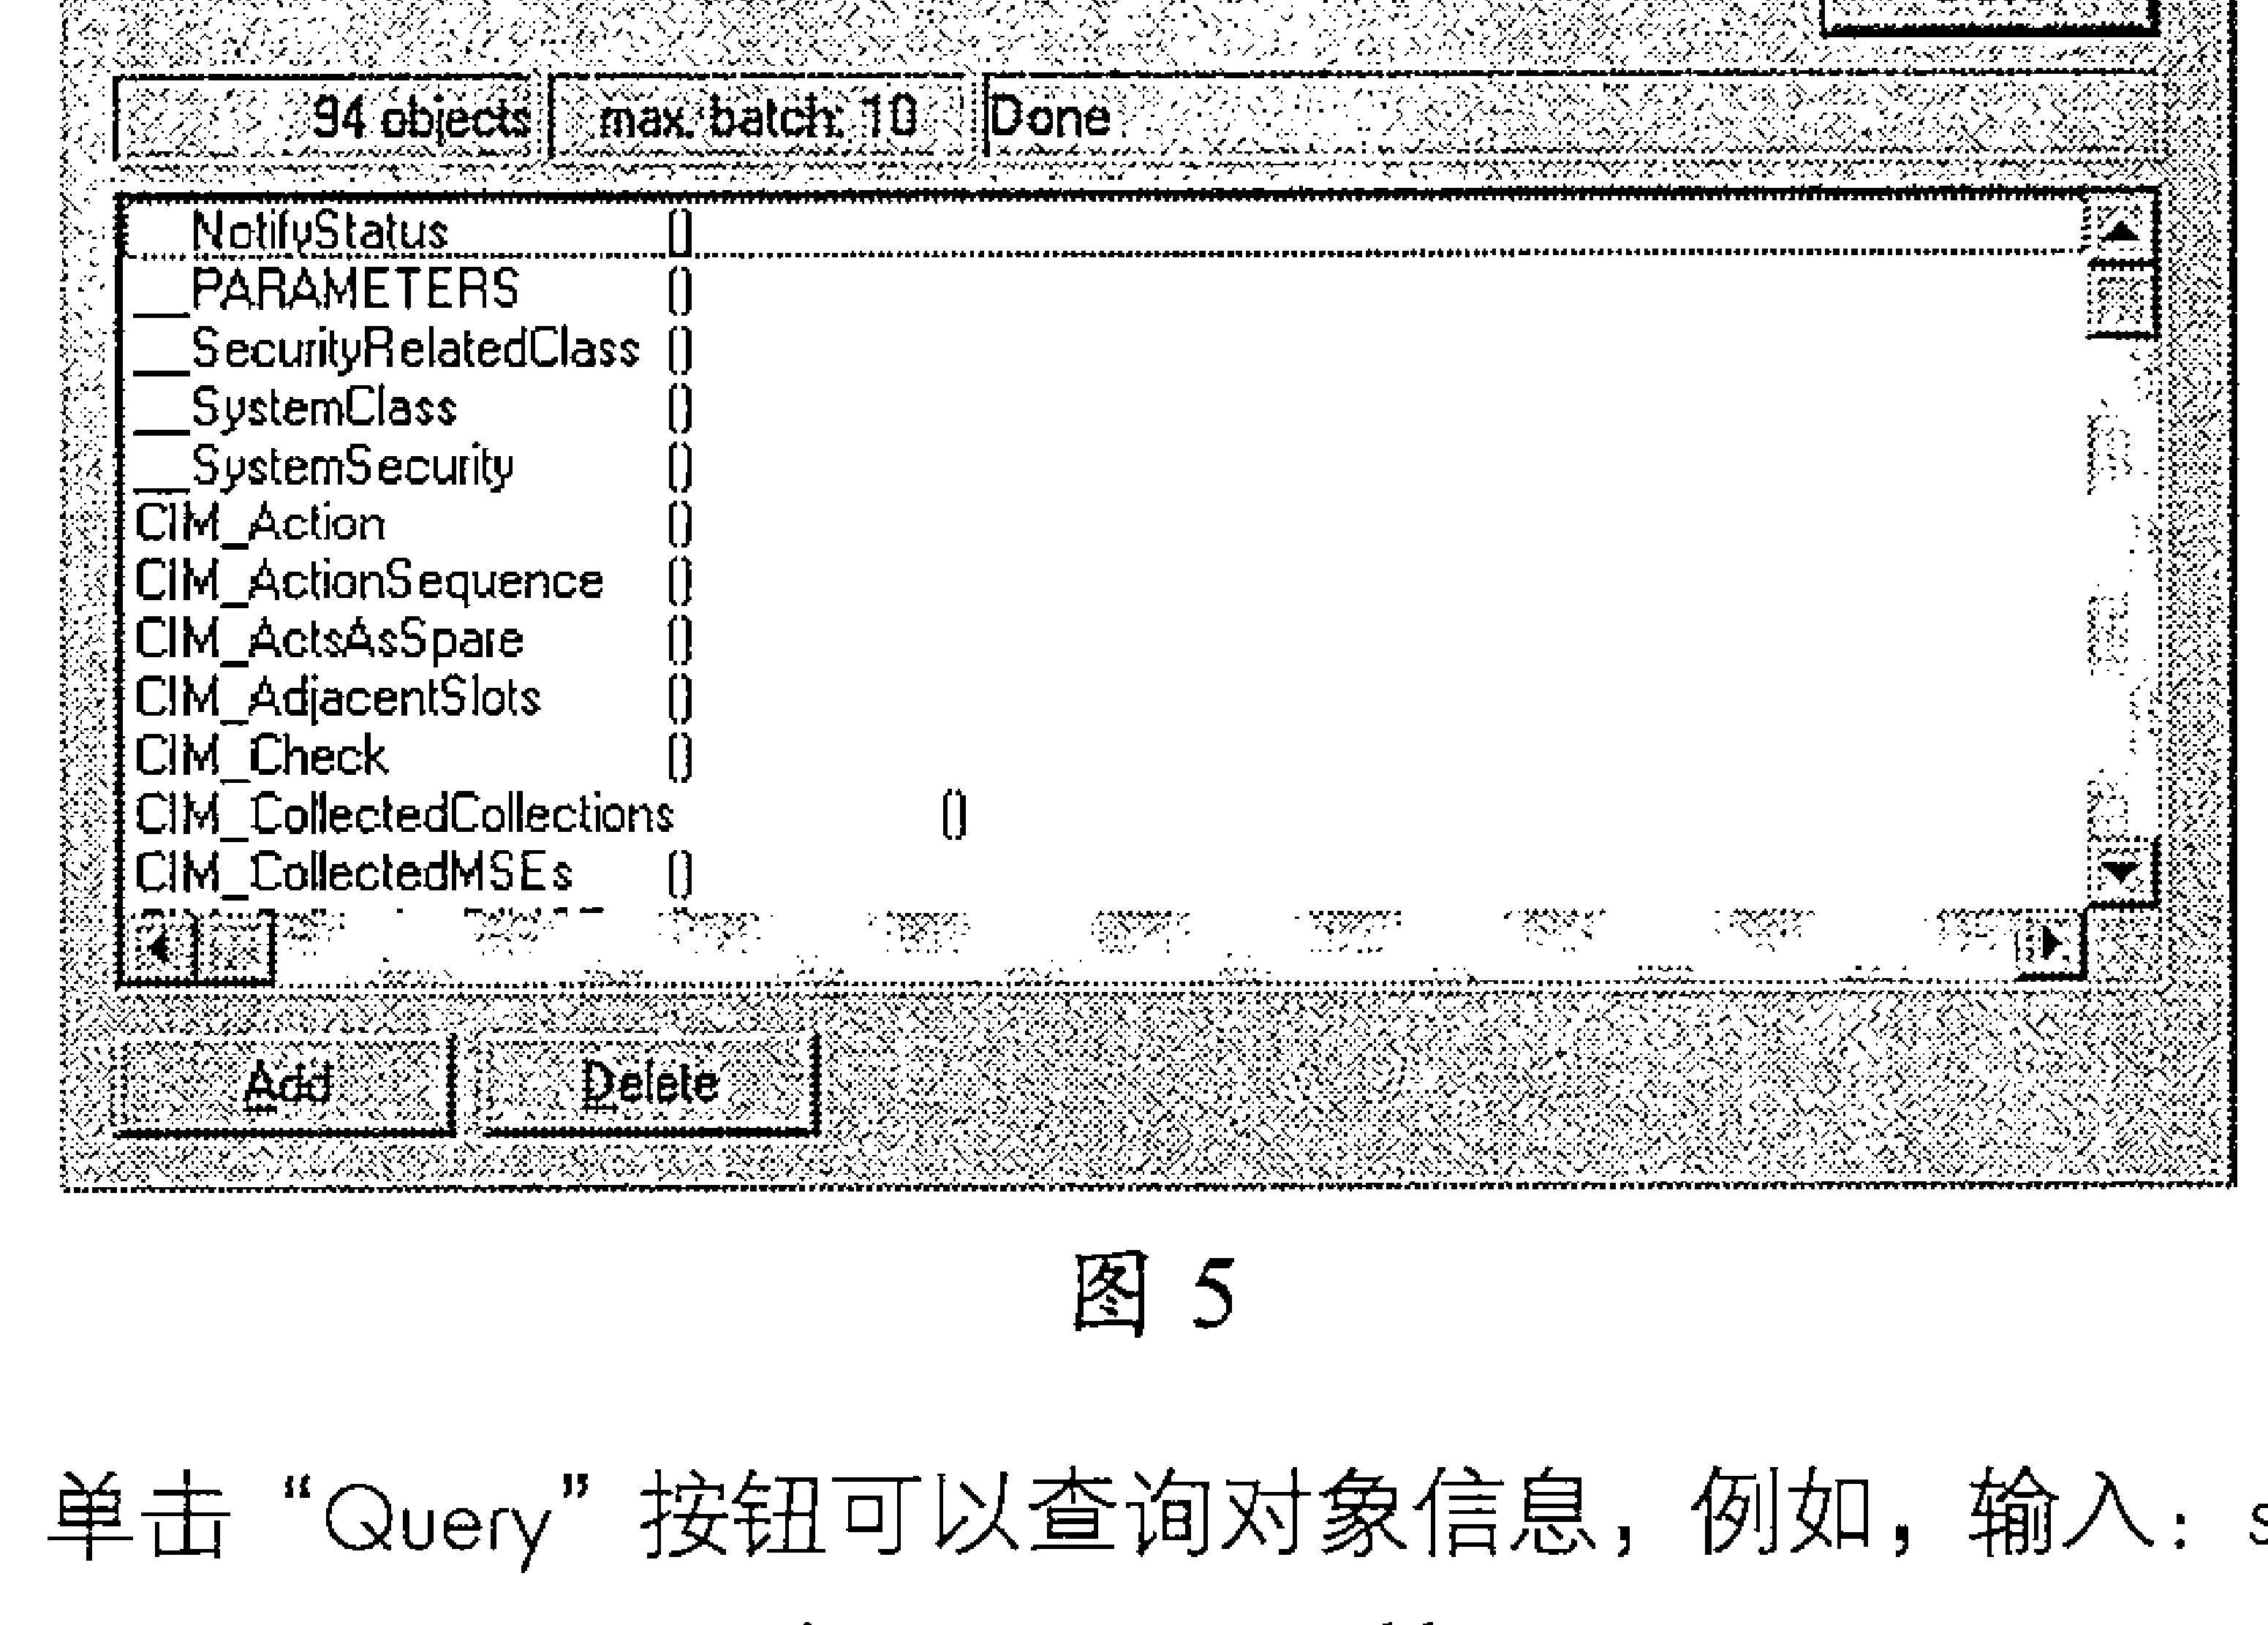 94 objects max. batch: 10 Done
__NotifyStatus ()
__PARAMETERS ()
__SecurityRelatedClass ()
__SystemClass ()
__SystemSecurity ()
CIM_Action ()
CIM_ActionSequence ()
CIM_ActsAsSpare ()
CIM_AdjacentSlots ()
CIM_Check ()
CIM_CollectedCollections ()
CIM_CollectedMSEs ()
Add Delete
图 5
单击“Query”按钮可以查询对象信息，例如，输入：s